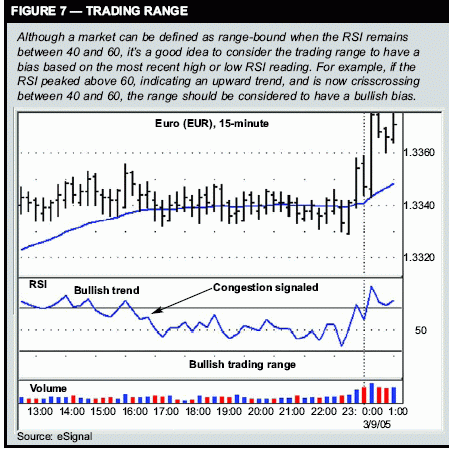 FIGURE 7 — TRADING RANGE
Although a market can be defined as range-bound when the RSI remains
between 40 and 60, it's a good idea to consider the trading range to have a
bias based on the most recent high or low RSI reading. For example, if the
RSI peaked above 60, indicating an upward trend, and is now crisscrossing
between 40 and 60, the range should be considered to have a bullish bias.
Euro (EUR), 15-minute
1.3360
1.3340
1.3320
RSI
Bullish trend
Congestion signaled
50
Bullish trading range
Volume
13:00 14:00 15:00 16:00 17:00 18:00 19:00 20:00 21:00 22:00 23: 0:00 1:00
3/9/05
Source: eSignal